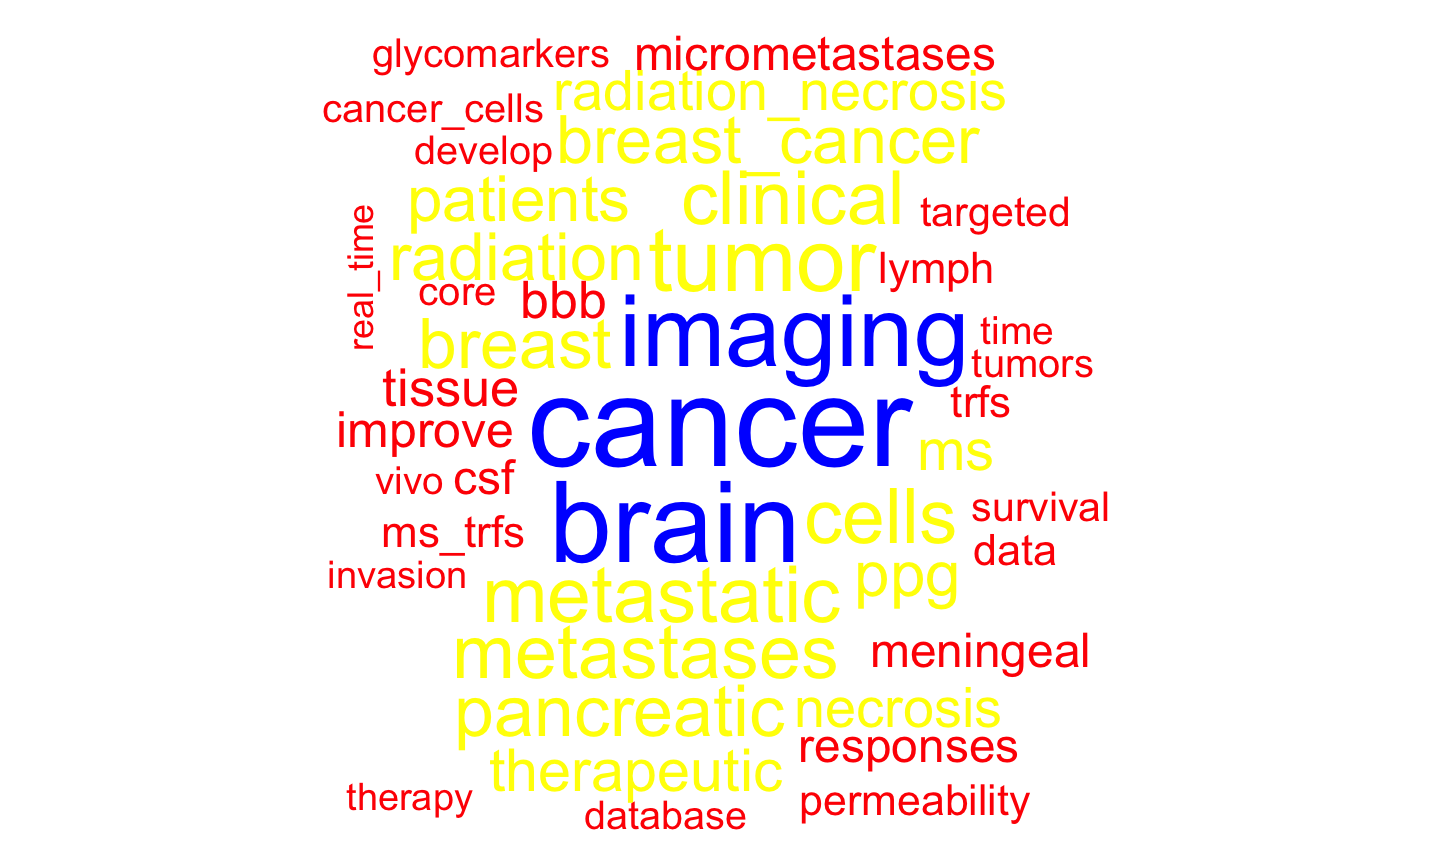 glycomarkers micrometastases
radiation_necrosis
cancer_cells
breast_cancer
develop
patients clinical targeted
real_time
radiation tumor lymph
core bbb imaging
breast time
tumors
tissue
cancer trfs
improve
ms
vivo csf
brain cells survival
ms_trfs data
invasion
metastatic ppg
metastases meningeal
pancreatic necrosis
responses
therapeutic
therapy permeability
database